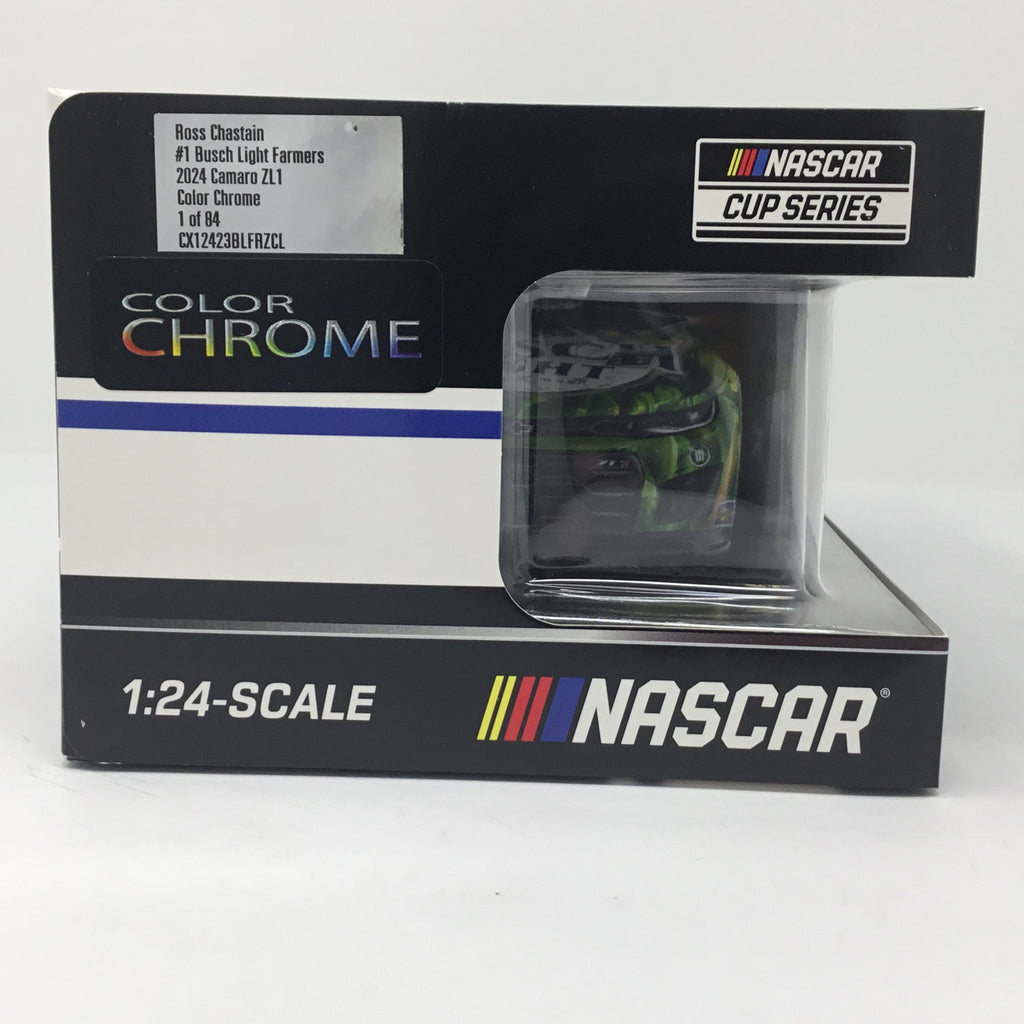 Ross Chastain
#1 Busch Light Farmers
2024 Camaro ZL1
Color Chrome
1 of 84
CX12423BLFRZCL
COLOR
CHROME
NASCAR
CUP SERIES
ZL1
1:24-SCALE
NASCAR®